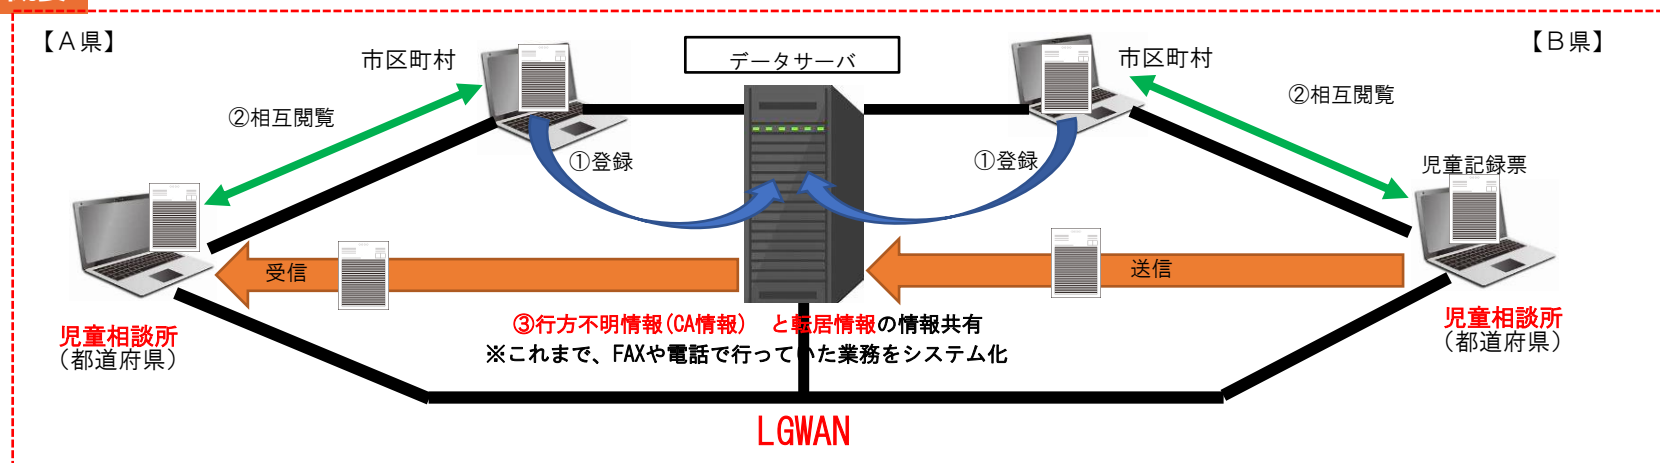 【Ａ県】
【Ｂ県】
市区町村
データサーバ
市区町村
②相互閲覧
②相互閲覧
①登録
①登録
児童記録票
受信
送信
③行方不明情報(CA情報)　と転居情報の情報共有
※これまで、FAXや電話で行っていた業務をシステム化
児童相談所
（都道府県）
児童相談所
（都道府県）
LGWAN